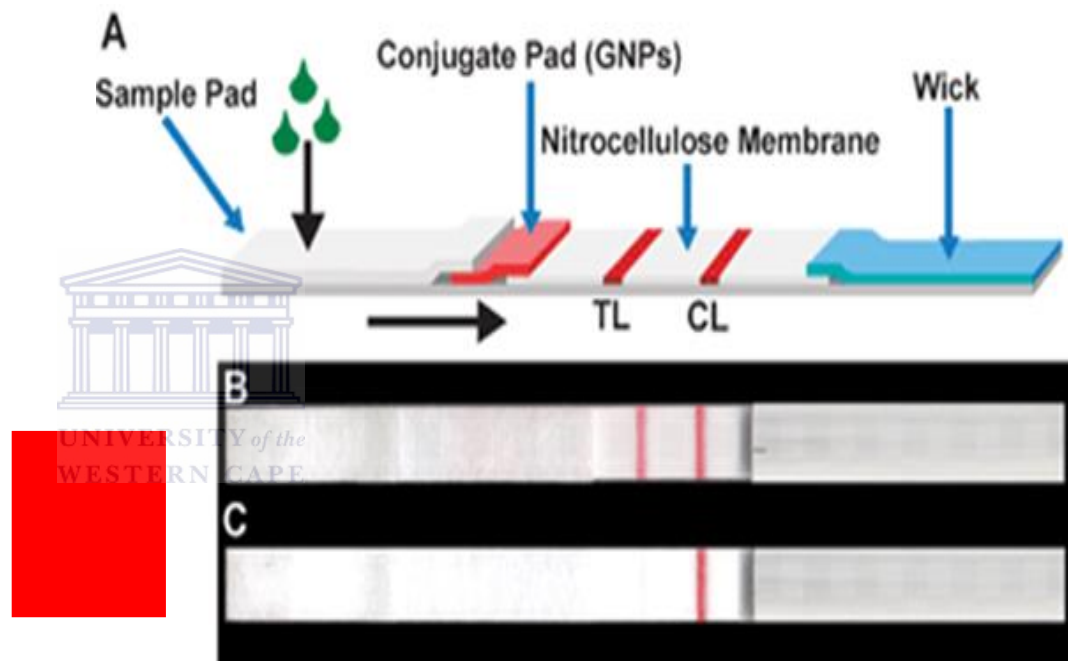 A
Sample Pad
Conjugate Pad (GNPs)
Wick
Nitrocellulose Membrane
TL CL
B
UNIVERSITY of the
WESTERN CAPE
C